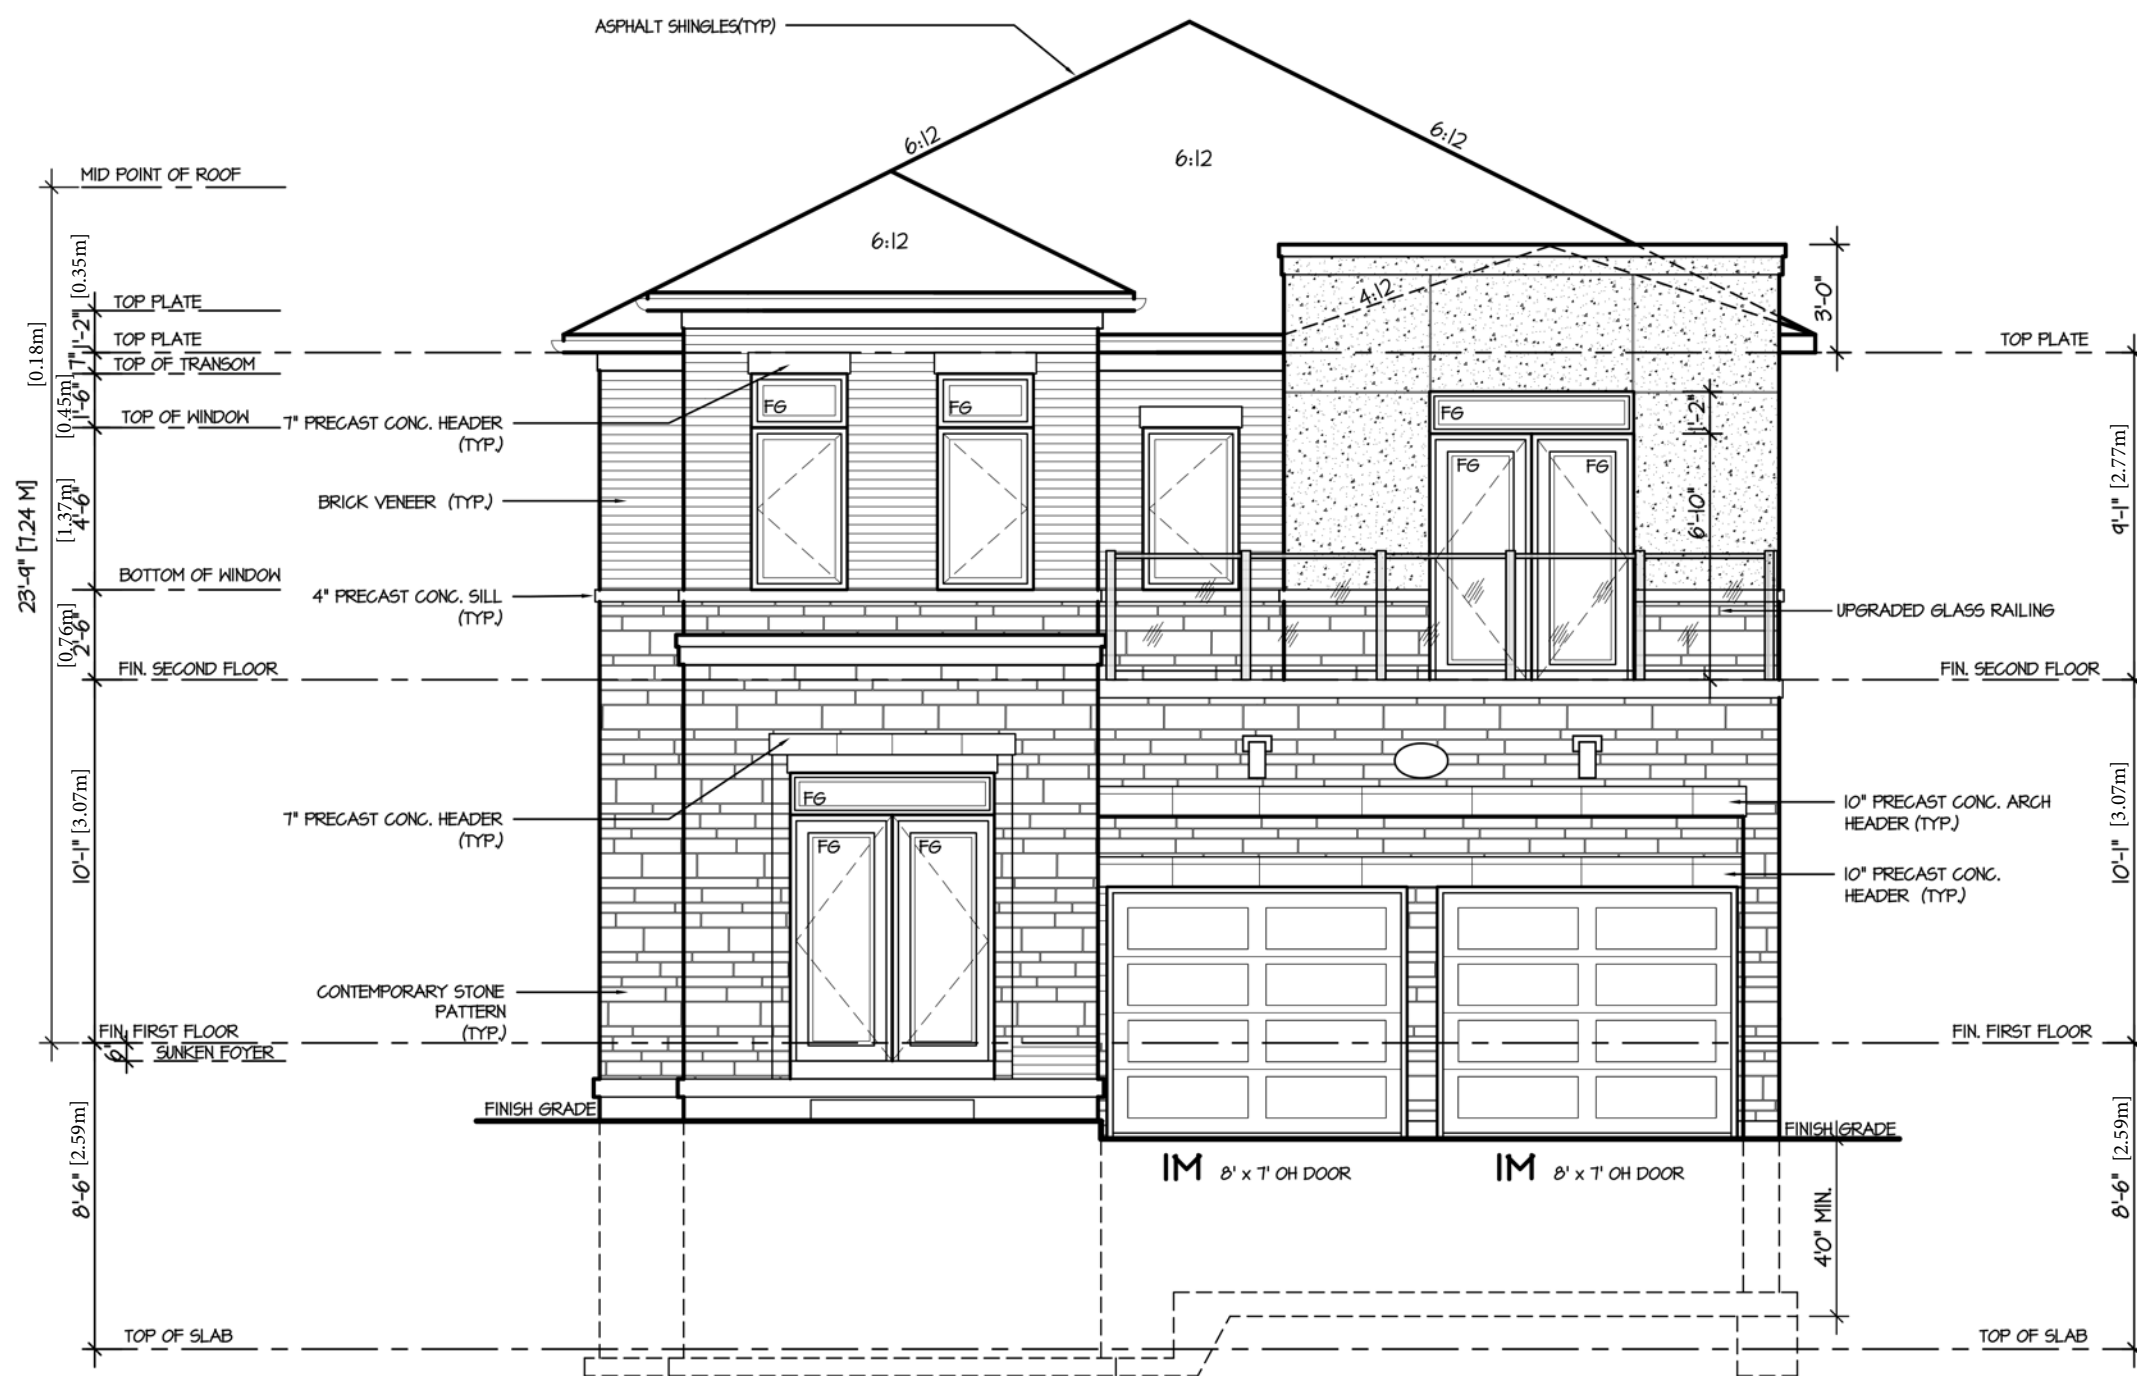 ASPHALT SHINGLES(TYP)
6:12
6:12
6:12
6:12
4:12
MID POINT OF ROOF
TOP PLATE
TOP PLATE
TOP OF TRANSOM
TOP OF WINDOW
BOTTOM OF WINDOW
FIN. SECOND FLOOR
FIN. FIRST FLOOR
SUNKEN FOYER
TOP OF SLAB
23'-9" [7.24 M]
1'-2" [0.35m]
7" [0.18m]
1'-6" [0.45m]
4'-6" [1.37m]
2'-6" [0.76m]
10'-1" [3.07m]
6"
8'-6" [2.59m]
7" PRECAST CONC. HEADER
(TYP.)
BRICK VENEER (TYP.)
4" PRECAST CONC. SILL
(TYP.)
7" PRECAST CONC. HEADER
(TYP.)
CONTEMPORARY STONE
PATTERN
(TYP.)
FINISH GRADE
FG
FG
FG
FG
FG
FG
FG
FG
1'-2"
6'-10"
3'-0"
TOP PLATE
9'-1" [2.77m]
UPGRADED GLASS RAILING
FIN. SECOND FLOOR
10" PRECAST CONC. ARCH
HEADER (TYP.)
10" PRECAST CONC.
HEADER (TYP.)
10'-1" [3.07m]
FIN. FIRST FLOOR
FINISH GRADE
1M 8' x 7' OH DOOR
1M 8' x 7' OH DOOR
4'0" MIN.
8'-6" [2.59m]
TOP OF SLAB